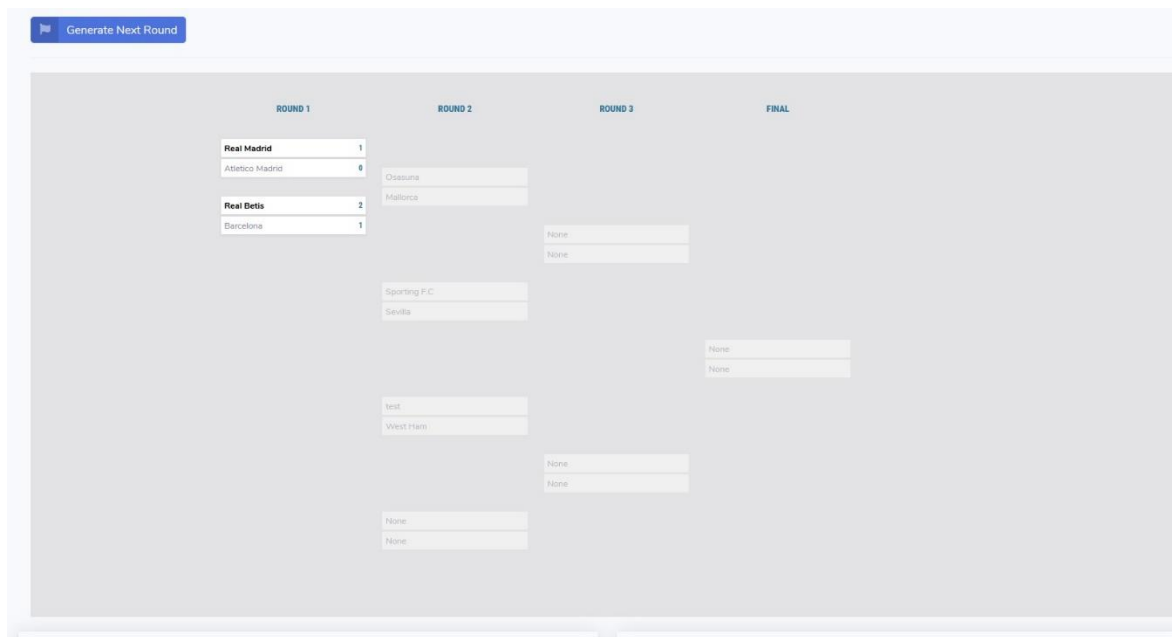 Generate Next Round
ROUND 1 ROUND 2 ROUND 3 FINAL
Real Madrid 1
Atletico Madrid 0
Real Betis 2
Barcelona 1
Osasuna
Mallorca
Sporting F.C
Sevilla
test
West Ham
None
None
None
None
None
None
None
None